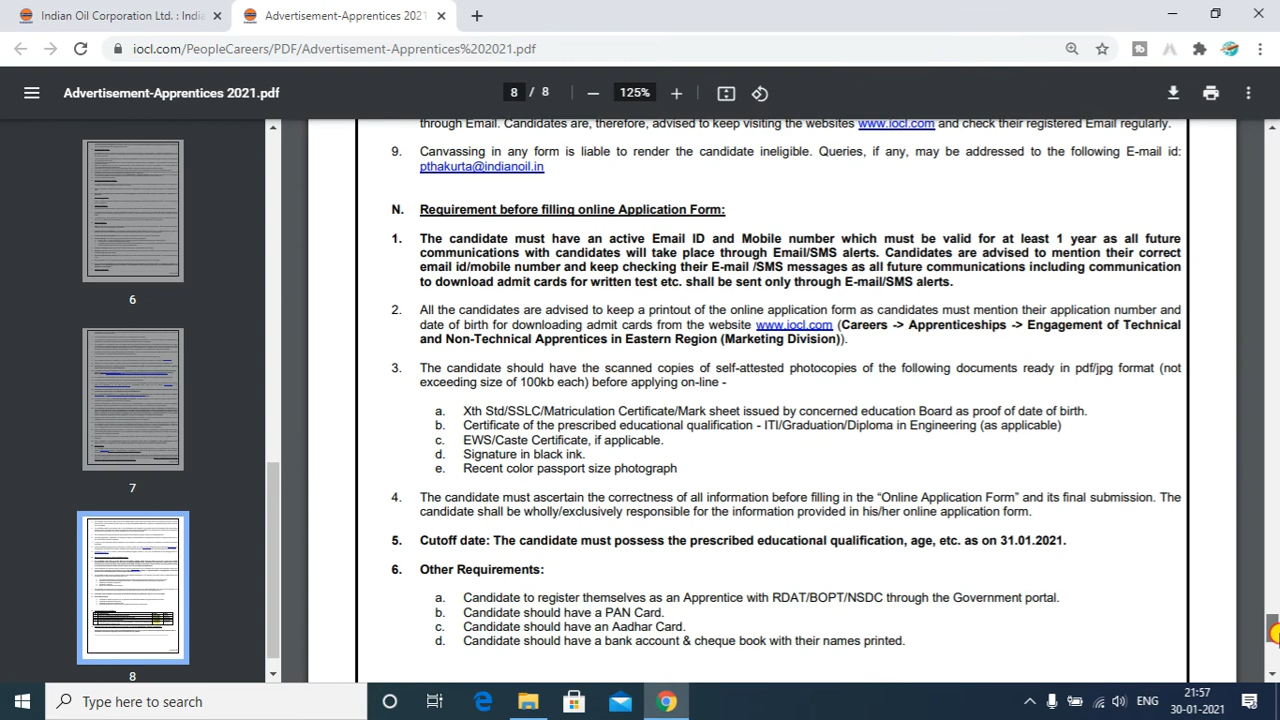 Indian Oil Corporation Ltd. : India
Advertisement-Apprentices 2021
iocl.com/PeopleCareers/PDF/Advertisement-Apprentices%202021.pdf
Advertisement-Apprentices 2021.pdf
8 / 8
125%
6
7
8
through Email. Candidates are, therefore, advised to keep visiting the websites www.iocl.com and check their registered Email regularly.
9. Canvassing in any form is liable to render the candidate ineligible. Queries, if any, may be addressed to the following E-mail id:
pthakurta@indianoil.in
N. Requirement before filling online Application Form:
1. The candidate must have an active Email ID and Mobile number which must be valid for at least 1 year as all future
communications with candidates will take place through Email/SMS alerts. Candidates are advised to mention their correct
email id/mobile number and keep checking their E-mail /SMS messages as all future communications including communication
to download admit cards for written test etc. shall be sent only through E-mail/SMS alerts.
2. All the candidates are advised to keep a printout of the online application form as candidates must mention their application number and
date of birth for downloading admit cards from the website www.iocl.com (Careers -> Apprenticeships -> Engagement of Technical
and Non-Technical Apprentices in Eastern Region (Marketing Division)).
3. The candidate should have the scanned copies of self-attested photocopies of the following documents ready in pdf/jpg format (not
exceeding size of 100kb each) before applying on-line -
a. Xth Std/SSLC/Matriculation Certificate/Mark sheet issued by concerned education Board as proof of date of birth.
b. Certificate of the prescribed educational qualification - ITI/Graduation/Diploma in Engineering (as applicable)
c. EWS/Caste Certificate, if applicable.
d. Signature in black ink.
e. Recent color passport size photograph
4. The candidate must ascertain the correctness of all information before filling in the “Online Application Form” and its final submission. The
candidate shall be wholly/exclusively responsible for the information provided in his/her online application form.
5. Cutoff date: The candidate must possess the prescribed educational qualification, age, etc. as on 31.01.2021.
6. Other Requirements:
a. Candidate to register themselves as an Apprentice with RDAT/BOPT/NSDC through the Government portal.
b. Candidate should have a PAN Card.
c. Candidate should have an Aadhar Card.
d. Candidate should have a bank account & cheque book with their names printed.
Type here to search
ENG
21:57
30-01-2021